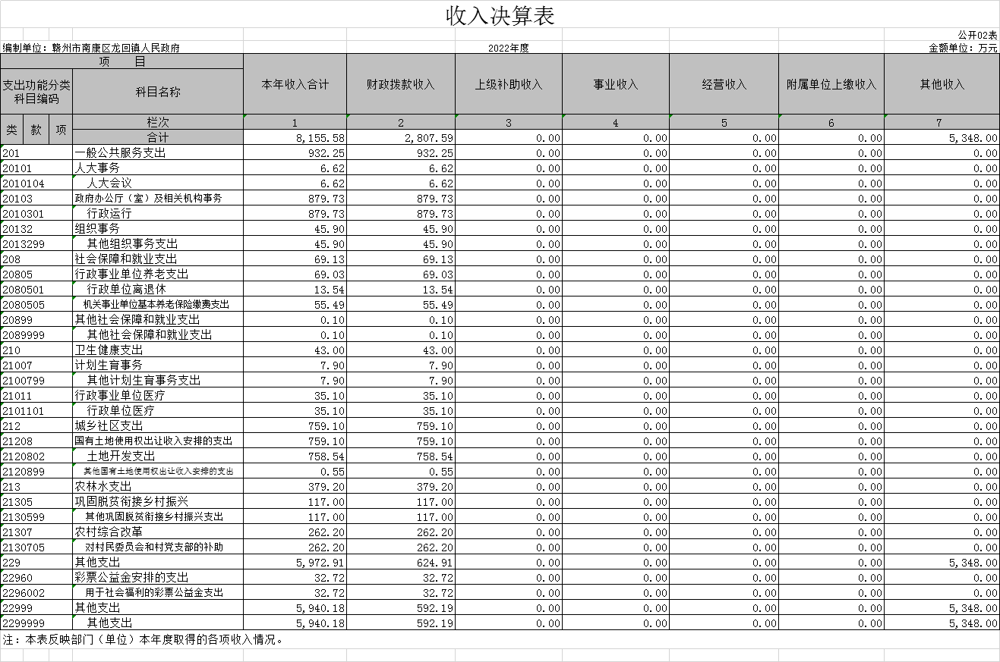 收入决算表
公开02表
编制单位：赣州市南康区龙回镇人民政府 2022年度 金额单位：万元
项 目 本年收入合计 财政拨款收入 上级补助收入 事业收入 经营收入 附属单位上缴收入 其他收入
支出功能分类科目编码 科目名称
类 款 项 栏次 1 2 3 4 5 6 7
合计 8,155.58 2,807.59 0.00 0.00 0.00 0.00 5,348.00
201 一般公共服务支出 932.25 932.25 0.00 0.00 0.00 0.00 0.00
20101 人大事务 6.62 6.62 0.00 0.00 0.00 0.00 0.00
2010104 人大会议 6.62 6.62 0.00 0.00 0.00 0.00 0.00
20103 政府办公厅（室）及相关机构事务 879.73 879.73 0.00 0.00 0.00 0.00 0.00
2010301 行政运行 879.73 879.73 0.00 0.00 0.00 0.00 0.00
20132 组织事务 45.90 45.90 0.00 0.00 0.00 0.00 0.00
2013299 其他组织事务支出 45.90 45.90 0.00 0.00 0.00 0.00 0.00
208 社会保障和就业支出 69.13 69.13 0.00 0.00 0.00 0.00 0.00
20805 行政事业单位养老支出 69.03 69.03 0.00 0.00 0.00 0.00 0.00
2080501 行政单位离退休 13.54 13.54 0.00 0.00 0.00 0.00 0.00
2080505 机关事业单位基本养老保险缴费支出 55.49 55.49 0.00 0.00 0.00 0.00 0.00
20899 其他社会保障和就业支出 0.10 0.10 0.00 0.00 0.00 0.00 0.00
2089999 其他社会保障和就业支出 0.10 0.10 0.00 0.00 0.00 0.00 0.00
210 卫生健康支出 43.00 43.00 0.00 0.00 0.00 0.00 0.00
21007 计划生育事务 7.90 7.90 0.00 0.00 0.00 0.00 0.00
2100799 其他计划生育事务支出 7.90 7.90 0.00 0.00 0.00 0.00 0.00
21011 行政事业单位医疗 35.10 35.10 0.00 0.00 0.00 0.00 0.00
2101101 行政单位医疗 35.10 35.10 0.00 0.00 0.00 0.00 0.00
212 城乡社区支出 759.10 759.10 0.00 0.00 0.00 0.00 0.00
21208 国有土地使用权出让收入安排的支出 759.10 759.10 0.00 0.00 0.00 0.00 0.00
2120802 土地开发支出 758.54 758.54 0.00 0.00 0.00 0.00 0.00
2120899 其他国有土地使用权出让收入安排的支出 0.55 0.55 0.00 0.00 0.00 0.00 0.00
213 农林水支出 379.20 379.20 0.00 0.00 0.00 0.00 0.00
21305 巩固脱贫衔接乡村振兴 117.00 117.00 0.00 0.00 0.00 0.00 0.00
2130599 其他巩固脱贫衔接乡村振兴支出 117.00 117.00 0.00 0.00 0.00 0.00 0.00
21307 农村综合改革 262.20 262.20 0.00 0.00 0.00 0.00 0.00
2130705 对村民委员会和村党支部的补助 262.20 262.20 0.00 0.00 0.00 0.00 0.00
229 其他支出 5,972.91 624.91 0.00 0.00 0.00 0.00 5,348.00
22960 彩票公益金安排的支出 32.72 32.72 0.00 0.00 0.00 0.00 0.00
2296002 用于社会福利的彩票公益金支出 32.72 32.72 0.00 0.00 0.00 0.00 0.00
22999 其他支出 5,940.18 592.19 0.00 0.00 0.00 0.00 5,348.00
2299999 其他支出 5,940.18 592.19 0.00 0.00 0.00 0.00 5,348.00
注：本表反映部门（单位）本年度取得的各项收入情况。